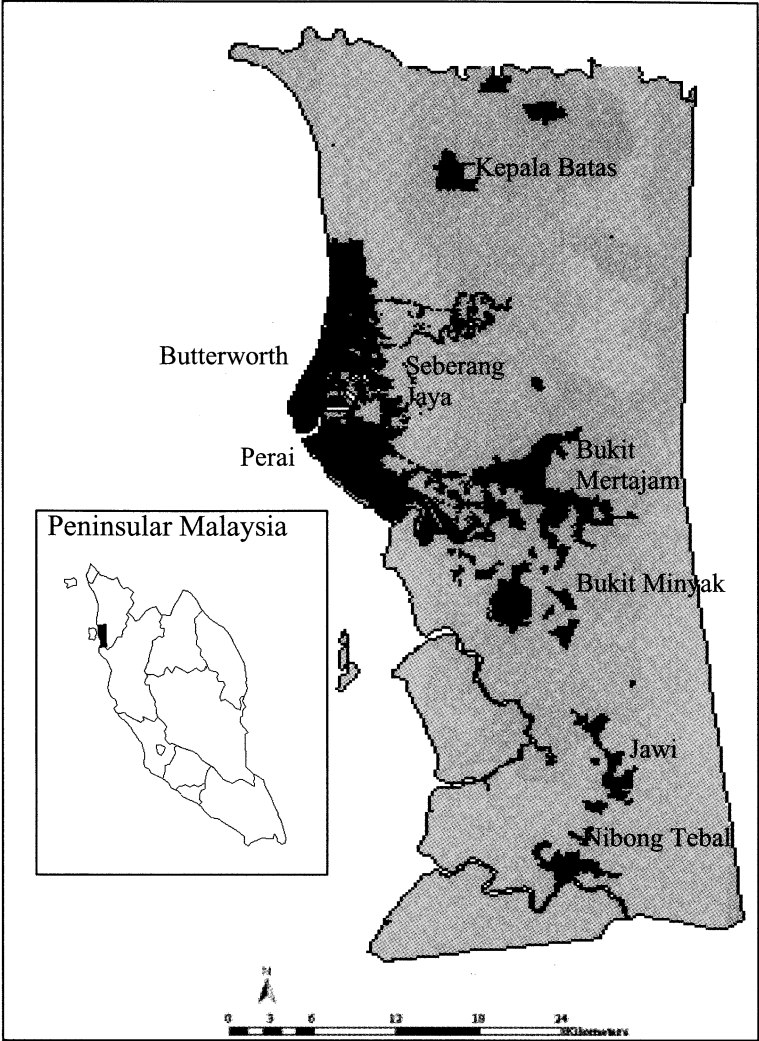 Kepala Batas
Butterworth
Seberang
Jaya
Perai
Bukit
Mertajam
Peninsular Malaysia
Bukit Minyak
Jawi
Nibong Tebal
N
0 3 6 12 18 24
Kilometers